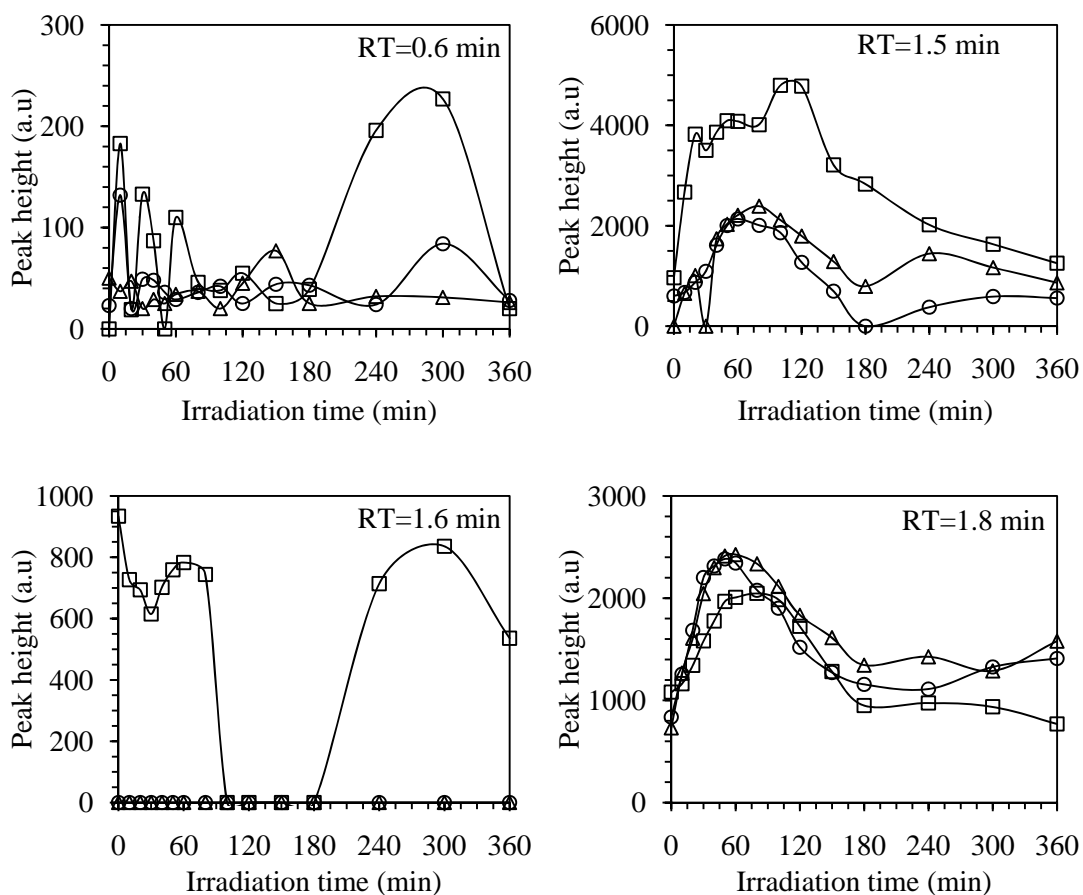 RT=0.6 min
Peak height (a.u)
300
200
100
0
0 60 120 180 240 300 360
Irradiation time (min)
RT=1.5 min
Peak height (a.u)
6000
4000
2000
0
0 60 120 180 240 300 360
Irradiation time (min)
RT=1.6 min
Peak height (a.u)
1000
800
600
400
200
0
0 60 120 180 240 300 360
Irradiation time (min)
RT=1.8 min
Peak height (a.u)
3000
2000
1000
0
0 60 120 180 240 300 360
Irradiation time (min)